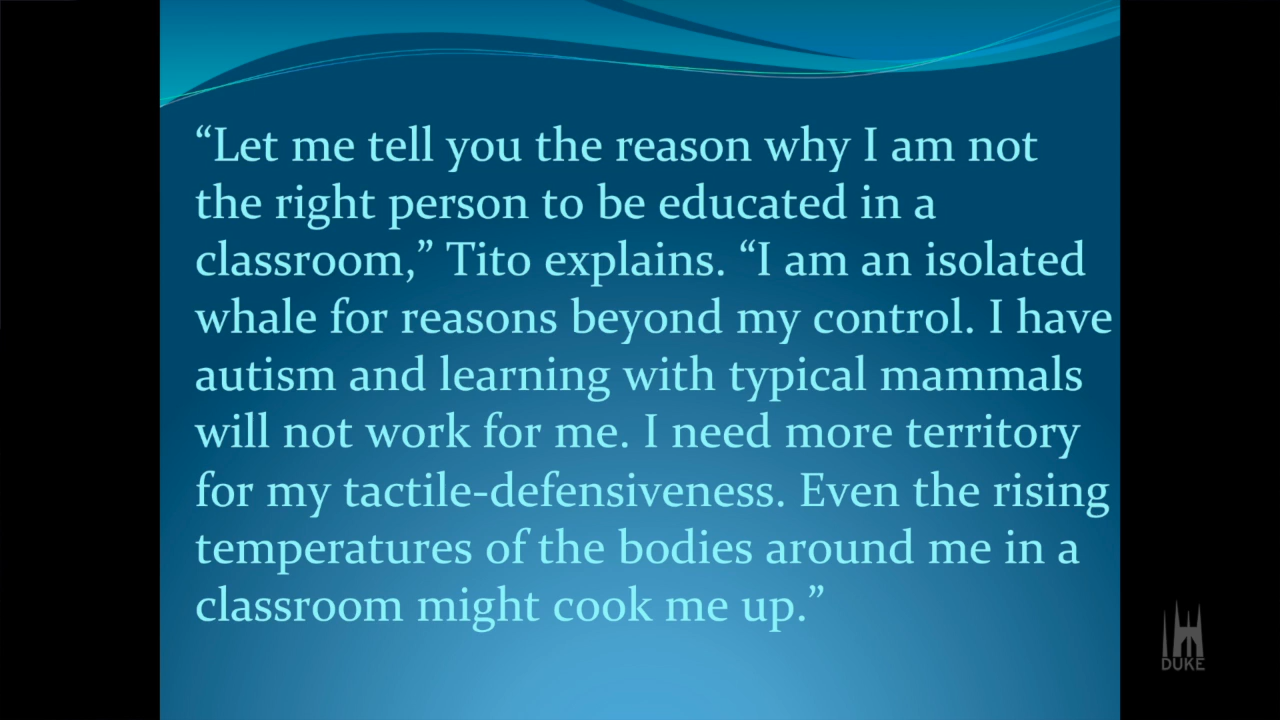 “Let me tell you the reason why I am not
the right person to be educated in a
classroom,” Tito explains. “I am an isolated
whale for reasons beyond my control. I have
autism and learning with typical mammals
will not work for me. I need more territory
for my tactile-defensiveness. Even the rising
temperatures of the bodies around me in a
classroom might cook me up.”
DUKE